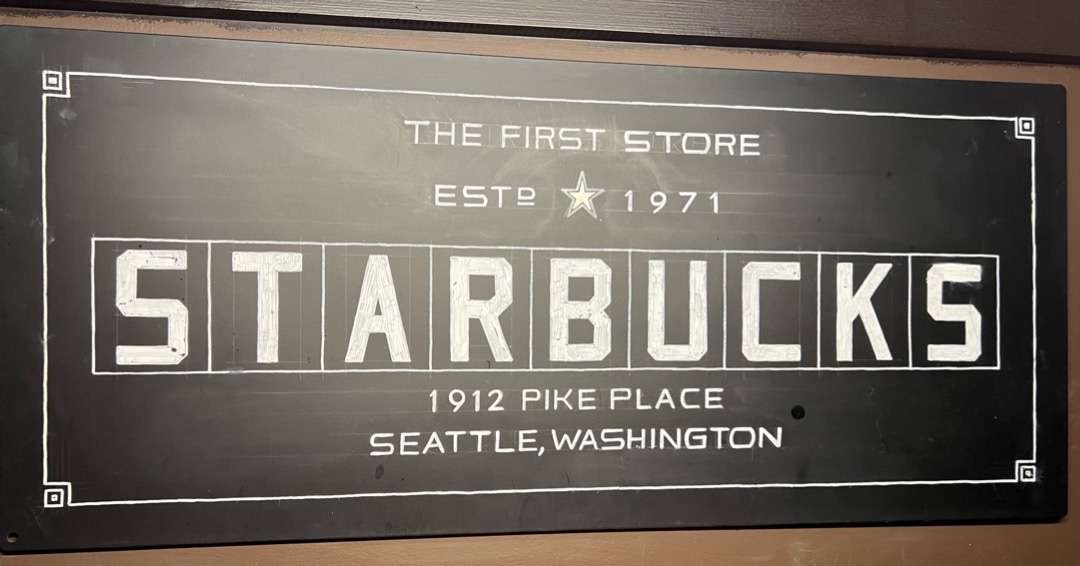 THE FIRST STORE
ESTD ★ 1971
STARBUCKS
1912 PIKE PLACE
SEATTLE, WASHINGTON